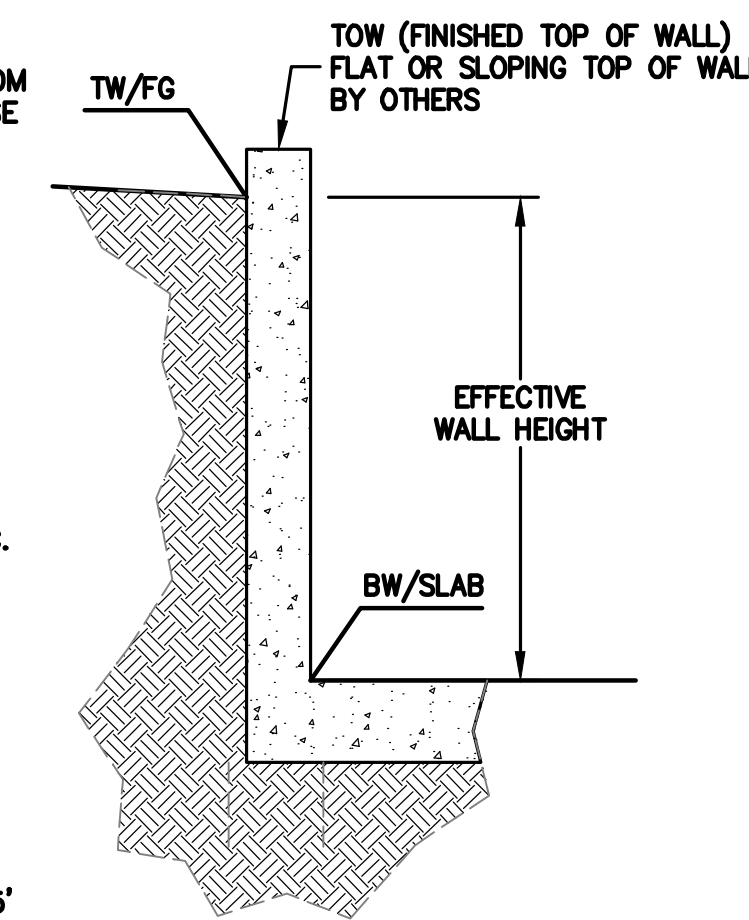 TOW (FINISHED TOP OF WALL)
FLAT OR SLOPING TOP OF WALL
BY OTHERS
TW/FG
EFFECTIVE
WALL HEIGHT
BW/SLAB